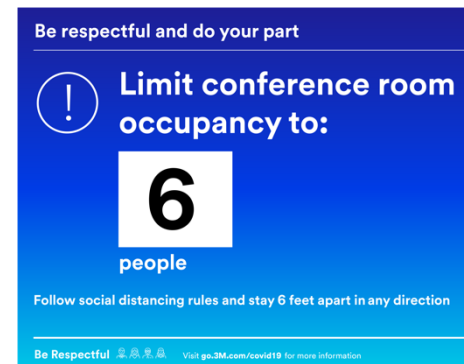 Be respectful and do your part
Limit conference room
occupancy to:
6
people
Follow social distancing rules and stay 6 feet apart in any direction
Be Respectful Visit go.3M.com/covid19 for more information